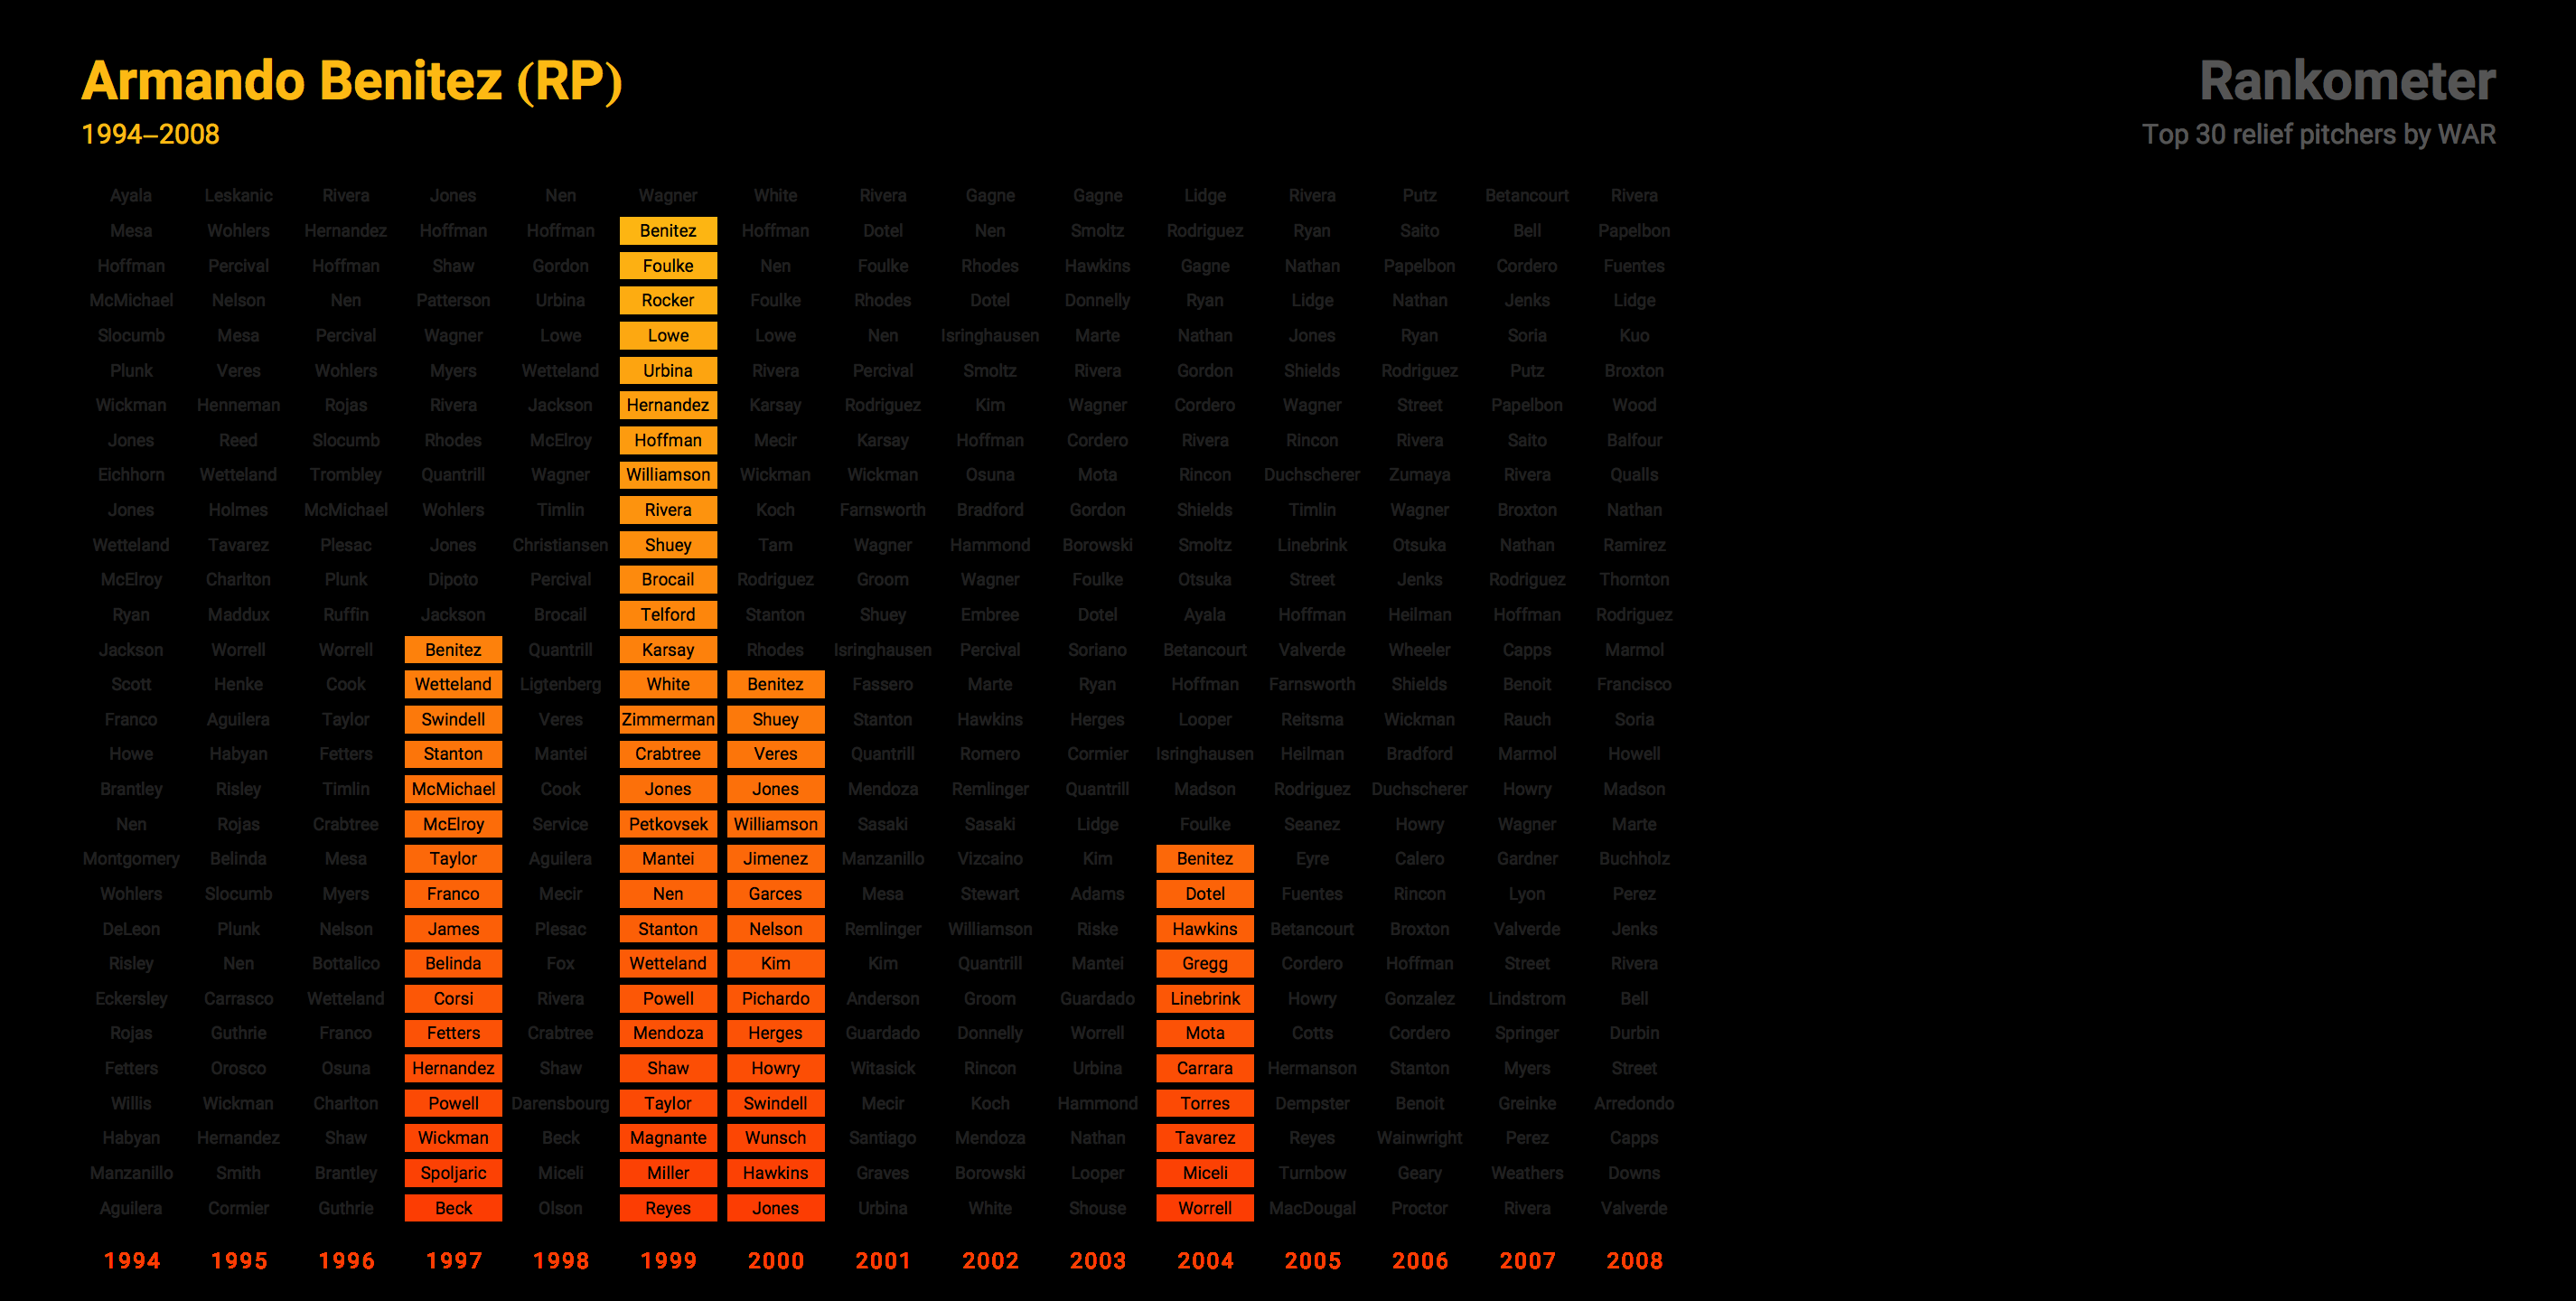 Armando Benitez (RP)
1994–2008
Rankometer
Top 30 relief pitchers by WAR
Ayala Leskanic Rivera Jones Nen Wagner White Rivera Gagne Gagne Lidge Rivera Putz Betancourt Rivera
Mesa Wohlers Hernandez Hoffman Hoffman Benitez Hoffman Dotel Nen Smoltz Rodriguez Ryan Saito Bell Papelbon
Hoffman Percival Hoffman Shaw Gordon Foulke Nen Foulke Rhodes Hawkins Gagne Nathan Papelbon Cordero Fuentes
McMichael Nelson Nen Patterson Urbina Rocker Foulke Rhodes Dotel Donnelly Ryan Lidge Nathan Jenks Lidge
Slocumb Mesa Percival Wagner Lowe Lowe Lowe Nen Isringhausen Marte Nathan Jones Ryan Soria Kuo
Plunk Veres Wohlers Myers Wetteland Urbina Rivera Percival Smoltz Rivera Gordon Shields Rodriguez Putz Broxton
Wickman Henneman Rojas Rivera Jackson Hernandez Karsay Rodriguez Kim Wagner Cordero Wagner Street Papelbon Wood
Jones Reed Slocumb Rhodes McElroy Hoffman Mecir Karsay Hoffman Cordero Rivera Rincon Rivera Saito Balfour
Eichhorn Wetteland Trombley Quantrill Wagner Williamson Wickman Wickman Osuna Mota Rincon Duchscherer Zumaya Rivera Qualls
Jones Holmes McMichael Wohlers Timlin Rivera Koch Farnsworth Bradford Gordon Shields Timlin Wagner Broxton Nathan
Wetteland Tavarez Plesac Jones Christiansen Shuey Tam Wagner Hammond Borowski Smoltz Linebrink Otsuka Nathan Ramirez
McElroy Charlton Plunk Dipoto Percival Brocail Rodriguez Groom Wagner Foulke Otsuka Street Jenks Rodriguez Thornton
Ryan Maddux Ruffin Jackson Brocail Telford Stanton Shuey Embree Dotel Ayala Hoffman Heilman Hoffman Rodriguez
Jackson Worrell Worrell Benitez Quantrill Karsay Rhodes Isringhausen Percival Soriano Betancourt Valverde Wheeler Capps Marmol
Scott Henke Cook Wetteland Ligtenberg White Benitez Fassero Marte Ryan Hoffman Farnsworth Shields Benoit Francisco
Franco Aguilera Taylor Swindell Veres Zimmerman Shuey Stanton Hawkins Herges Looper Reitsma Wickman Rauch Soria
Howe Habyan Fetters Stanton Mantei Crabtree Veres Quantrill Romero Cormier Isringhausen Heilman Bradford Marmol Howell
Brantley Risley Timlin McMichael Cook Jones Jones Mendoza Remlinger Quantrill Madson Rodriguez Duchscherer Howry Madson
Nen Rojas Crabtree McElroy Service Petkovsek Williamson Sasaki Sasaki Lidge Foulke Seanez Howry Wagner Marte
Montgomery Belinda Mesa Taylor Aguilera Mantei Jimenez Manzanillo Vizcaino Kim Benitez Eyre Calero Gardner Buchholz
Wohlers Slocumb Myers Franco Mecir Nen Garces Mesa Stewart Adams Dotel Fuentes Rincon Lyon Perez
DeLeon Plunk Nelson James Plesac Stanton Nelson Remlinger Williamson Riske Hawkins Betancourt Broxton Valverde Jenks
Risley Nen Bottalico Belinda Fox Wetteland Kim Kim Quantrill Mantei Gregg Cordero Hoffman Street Rivera
Eckersley Carrasco Wetteland Corsi Rivera Powell Pichardo Anderson Groom Guardado Linebrink Howry Gonzalez Lindstrom Bell
Rojas Guthrie Franco Fetters Crabtree Mendoza Herges Guardado Donnelly Worrell Mota Cotts Cordero Springer Durbin
Fetters Orosco Osuna Hernandez Shaw Shaw Howry Witasick Rincon Urbina Carrara Hermanson Stanton Myers Street
Willis Wickman Charlton Powell Darensbourg Taylor Swindell Mecir Koch Hammond Torres Dempster Benoit Greinke Arredondo
Habyan Hernandez Shaw Wickman Beck Magnante Wunsch Santiago Mendoza Nathan Tavarez Reyes Wainwright Perez Capps
Manzanillo Smith Brantley Spoljaric Miceli Miller Hawkins Graves Borowski Looper Miceli Turnbow Geary Weathers Downs
Aguilera Cormier Guthrie Beck Olson Reyes Jones Urbina White Shouse Worrell MacDougal Proctor Rivera Valverde
1994 1995 1996 1997 1998 1999 2000 2001 2002 2003 2004 2005 2006 2007 2008